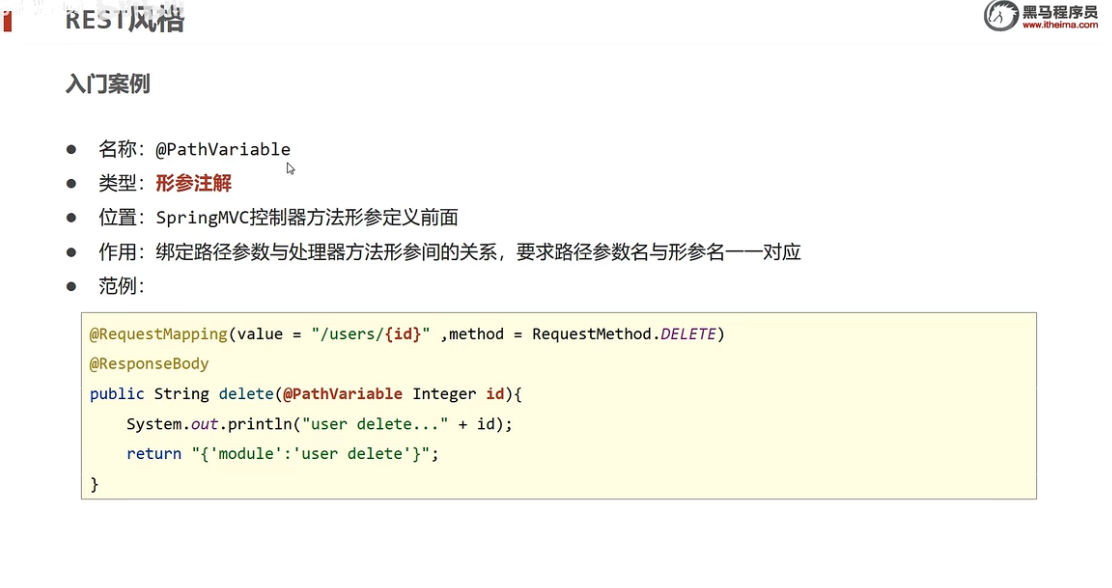 REST风格
黑马程序员
www.itheima.com
入门案例
● 名称：@PathVariable
● 类型：形参注解
● 位置：SpringMVC控制器方法形参定义前面
● 作用：绑定路径参数与处理器方法形参间的关系，要求路径参数名与形参名一一对应
● 范例：
@RequestMapping(value = "/users/{id}" ,method = RequestMethod.DELETE)
@ResponseBody
public String delete(@PathVariable Integer id){
    System.out.println("user delete..." + id);
    return "{'module':'user delete'}";
}